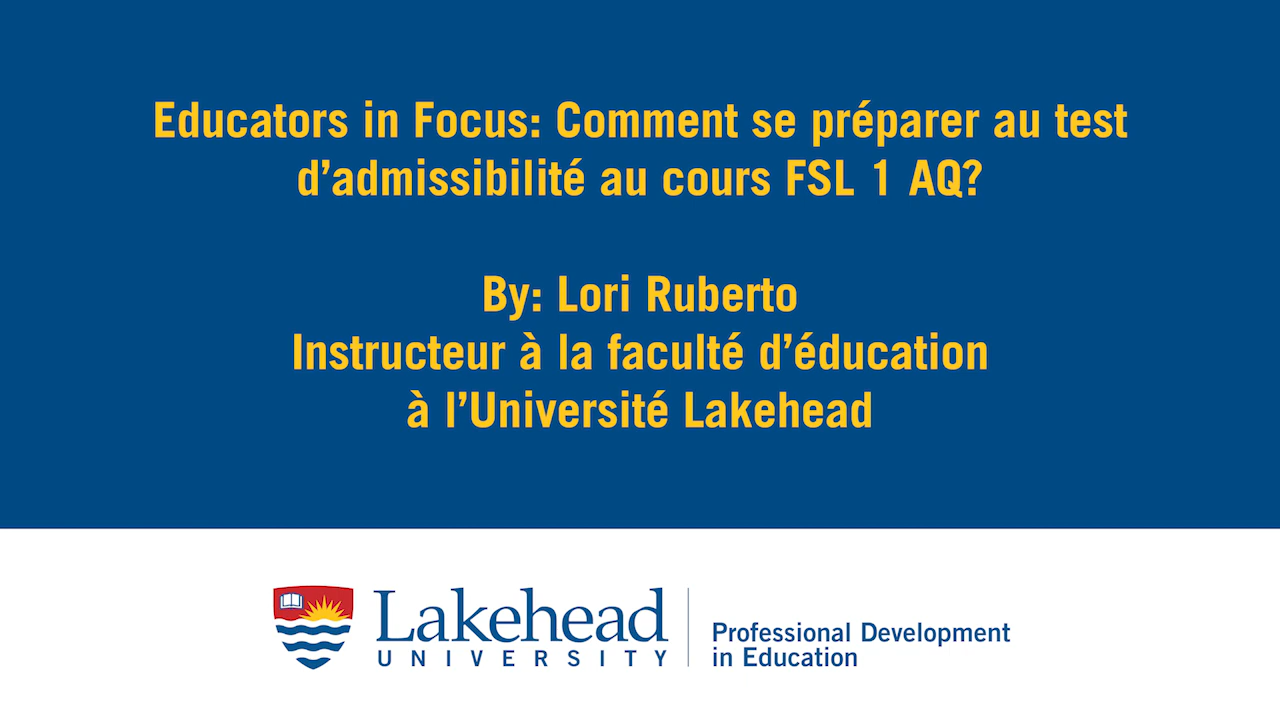 Educators in Focus: Comment se préparer au test
d’admissibilité au cours FSL 1 AQ?
By: Lori Ruberto
Instructeur à la faculté d’éducation
à l’Université Lakehead
Lakehead
UNIVERSITY
Professional Development
in Education